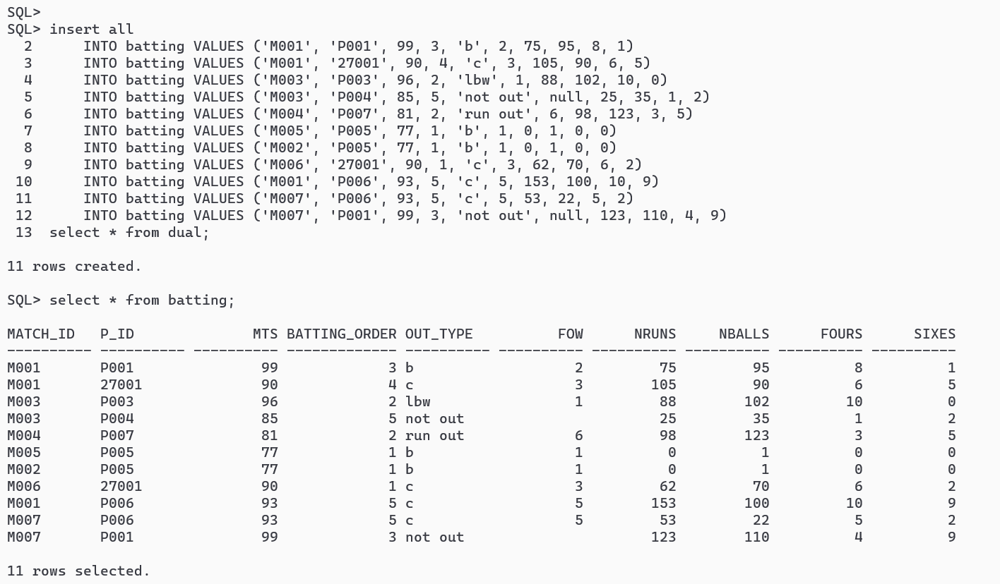 SQL>
SQL> insert all
  2      INTO batting VALUES ('M001', 'P001', 99, 3, 'b', 2, 75, 95, 8, 1)
  3      INTO batting VALUES ('M001', '27001', 90, 4, 'c', 3, 105, 90, 6, 5)
  4      INTO batting VALUES ('M003', 'P003', 96, 2, 'lbw', 1, 88, 102, 10, 0)
  5      INTO batting VALUES ('M003', 'P004', 85, 5, 'not out', null, 25, 35, 1, 2)
  6      INTO batting VALUES ('M004', 'P007', 81, 2, 'run out', 6, 98, 123, 3, 5)
  7      INTO batting VALUES ('M005', 'P005', 77, 1, 'b', 1, 0, 1, 0, 0)
  8      INTO batting VALUES ('M002', 'P005', 77, 1, 'b', 1, 0, 1, 0, 0)
  9      INTO batting VALUES ('M006', '27001', 90, 1, 'c', 3, 62, 70, 6, 2)
 10      INTO batting VALUES ('M001', 'P006', 93, 5, 'c', 5, 153, 100, 10, 9)
 11      INTO batting VALUES ('M007', 'P006', 93, 5, 'c', 5, 53, 22, 5, 2)
 12      INTO batting VALUES ('M007', 'P001', 99, 3, 'not out', null, 123, 110, 4, 9)
 13  select * from dual;

11 rows created.

SQL> select * from batting;

MATCH_ID   P_ID              MTS BATTING_ORDER OUT_TYPE          FOW      NRUNS     NBALLS      FOURS      SIXES
---------- ---------- ---------- ------------- ---------- ---------- ---------- ---------- ---------- ----------
M001       P001               99             3 b                   2         75         95          8          1
M001       27001              90             4 c                   3        105         90          6          5
M003       P003               96             2 lbw                 1         88        102         10          0
M003       P004               85             5 not out                       25         35          1          2
M004       P007               81             2 run out             6         98        123          3          5
M005       P005               77             1 b                   1          0          1          0          0
M002       P005               77             1 b                   1          0          1          0          0
M006       27001              90             1 c                   3         62         70          6          2
M001       P006               93             5 c                   5        153        100         10          9
M007       P006               93             5 c                   5         53         22          5          2
M007       P001               99             3 not out                      123        110          4          9

11 rows selected.